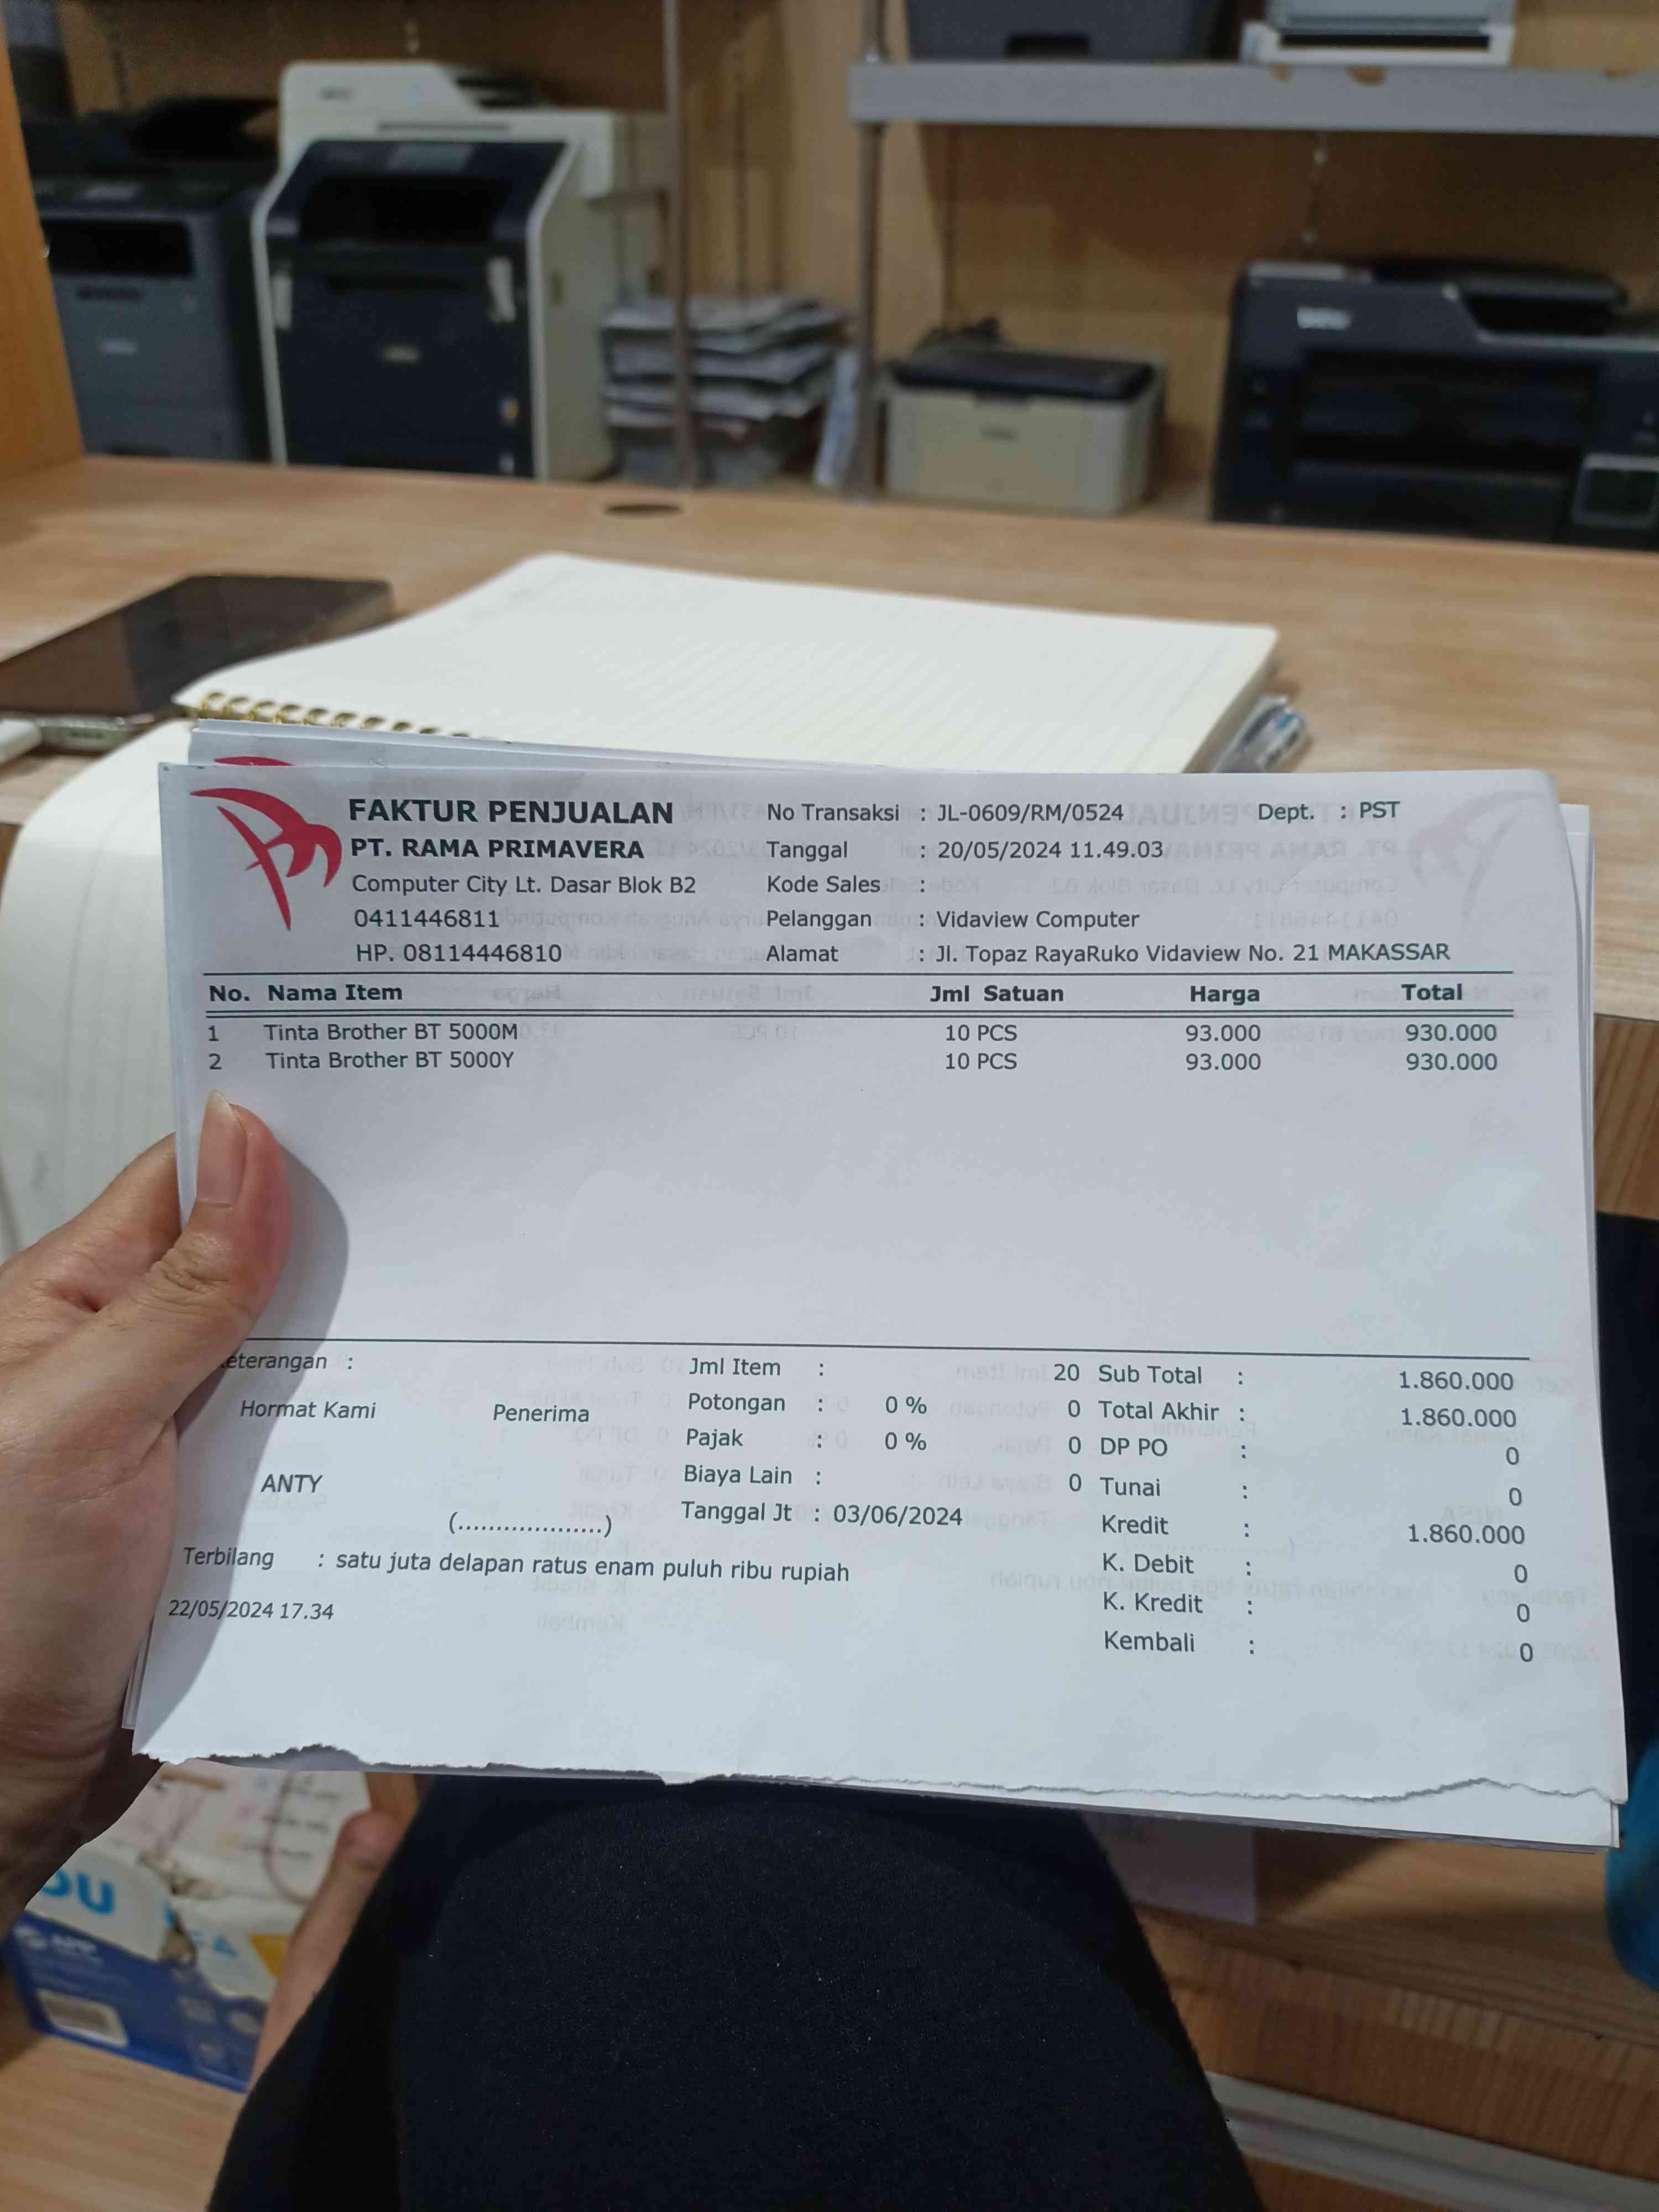 FAKTUR PENJUALAN
PT. RAMA PRIMAVERA
Computer City Lt. Dasar Blok B2
0411446811
HP. 08114446810
No Transaksi : JL-0609/RM/0524 Dept. : PST
Tanggal : 20/05/2024 11.49.03
Kode Sales :
Pelanggan : Vidaview Computer
Alamat : Jl. Topaz RayaRuko Vidaview No. 21 MAKASSAR
No. Nama Item Jml Satuan Harga Total
1 Tinta Brother BT 5000M 10 PCS 93.000 930.000
2 Tinta Brother BT 5000Y 10 PCS 93.000 930.000
eterangan :
Hormat Kami Penerima
ANTY
(....................)
Jml Item : 20
Potongan : 0 % 0
Pajak : 0 % 0
Biaya Lain : 0
Tanggal Jt : 03/06/2024
Sub Total : 1.860.000
Total Akhir : 1.860.000
DP PO : 0
Tunai : 0
Kredit : 1.860.000
K. Debit : 0
K. Kredit : 0
Kembali : 0
Terbilang : satu juta delapan ratus enam puluh ribu rupiah
22/05/2024 17.34